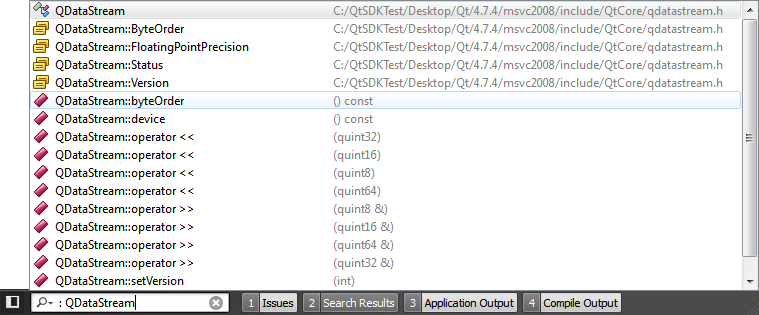 QDataStream C:/QtSDKTest/Desktop/Qt/4.7.4/msvc2008/include/QtCore/qdatastream.h
QDataStream::ByteOrder C:/QtSDKTest/Desktop/Qt/4.7.4/msvc2008/include/QtCore/qdatastream.h
QDataStream::FloatingPointPrecision C:/QtSDKTest/Desktop/Qt/4.7.4/msvc2008/include/QtCore/qdatastream.h
QDataStream::Status C:/QtSDKTest/Desktop/Qt/4.7.4/msvc2008/include/QtCore/qdatastream.h
QDataStream::Version C:/QtSDKTest/Desktop/Qt/4.7.4/msvc2008/include/QtCore/qdatastream.h
QDataStream::byteOrder () const
QDataStream::device () const
QDataStream::operator << (quint32)
QDataStream::operator << (quint16)
QDataStream::operator << (quint8)
QDataStream::operator << (quint64)
QDataStream::operator >> (quint8 &)
QDataStream::operator >> (quint16 &)
QDataStream::operator >> (quint64 &)
QDataStream::operator >> (quint32 &)
QDataStream::setVersion (int)
: QDataStream 1 Issues 2 Search Results 3 Application Output 4 Compile Output